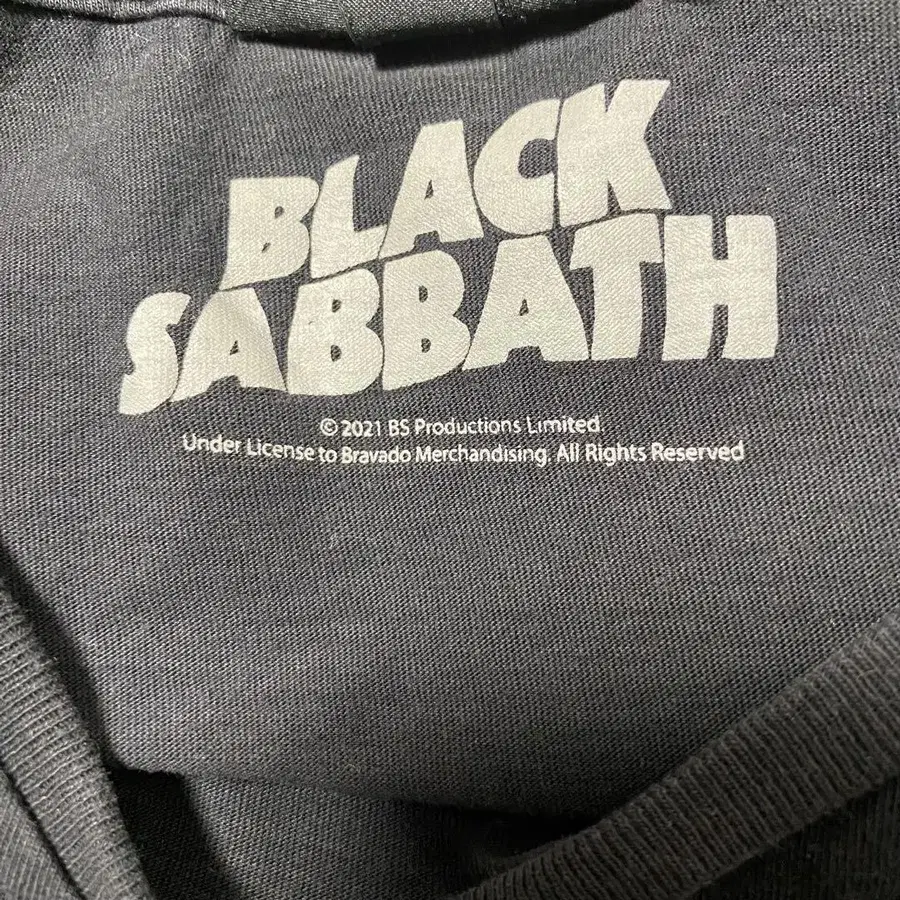 BLACK
SABBATH
© 2021 BS Productions Limited.
Under License to Bravado Merchandising. All Rights Reserved